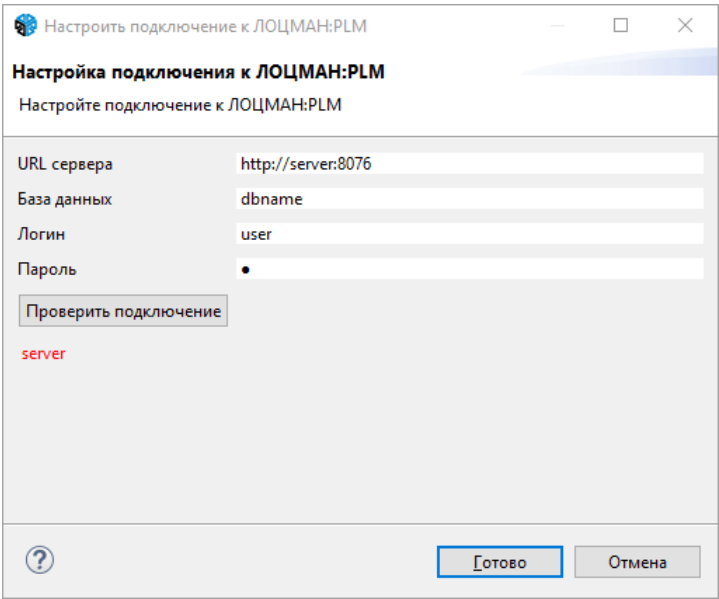 Настроить подключение к ЛОЦМАН:PLM
Настройка подключения к ЛОЦМАН:PLM
Настройте подключение к ЛОЦМАН:PLM
URL сервера http://server:8076
База данных dbname
Логин user
Пароль ●
Проверить подключение
server
? Готово Отмена